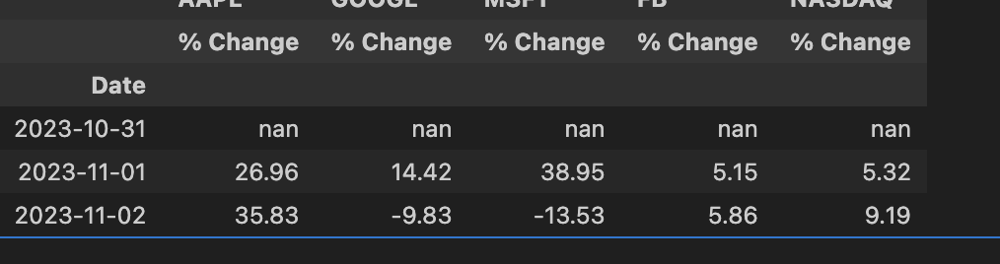 AAPL GOOGL MSFT FB NASDAQ
% Change % Change % Change % Change % Change
Date
2023-10-31 nan nan nan nan nan
2023-11-01 26.96 14.42 38.95 5.15 5.32
2023-11-02 35.83 -9.83 -13.53 5.86 9.19